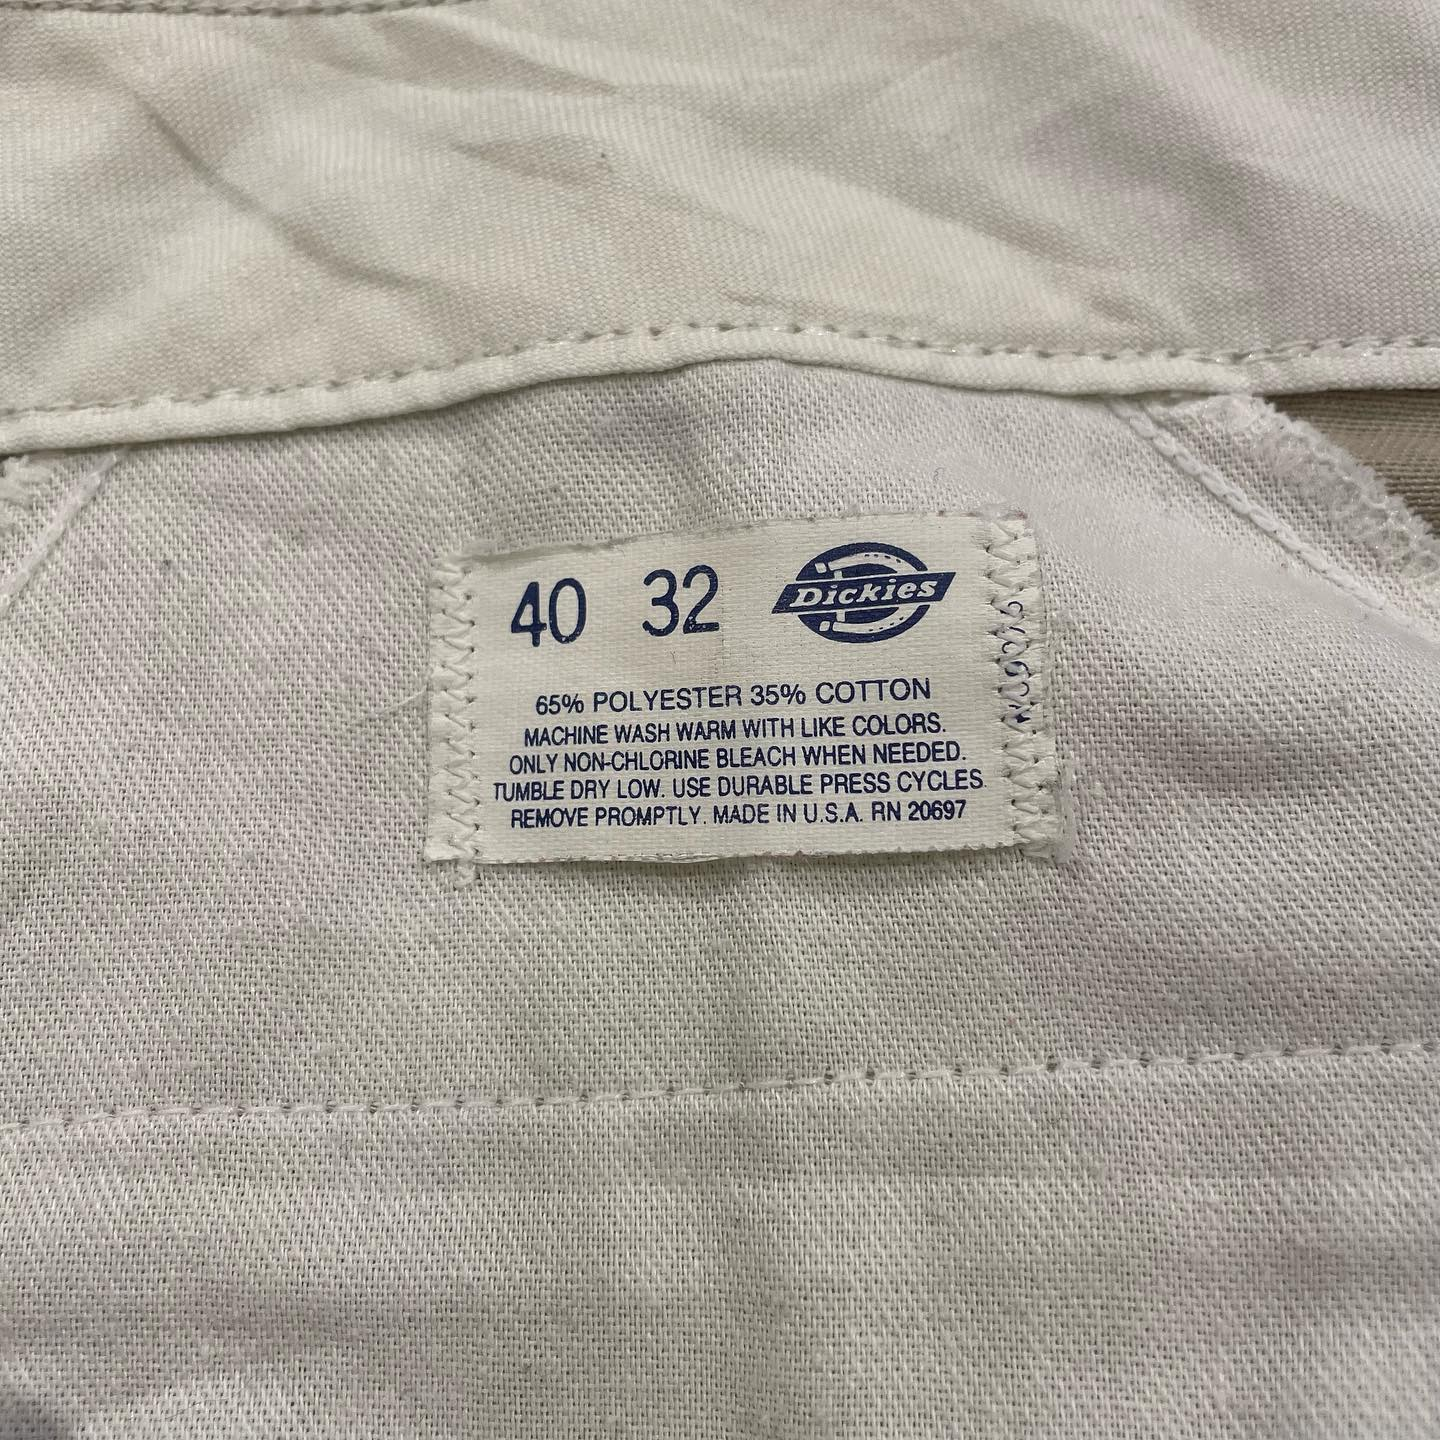 40 32 Dickies
65% POLYESTER 35% COTTON
MACHINE WASH WARM WITH LIKE COLORS.
ONLY NON-CHLORINE BLEACH WHEN NEEDED.
TUMBLE DRY LOW. USE DURABLE PRESS CYCLES.
REMOVE PROMPTLY. MADE IN U.S.A. RN 20697